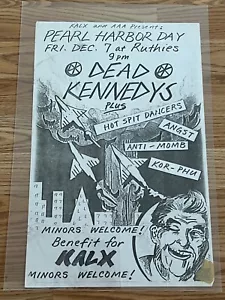 KALX and AAA Presents
PEARL HARBOR DAY
FRI. DEC. 7 at Ruthies
9pm
DEAD
KENNEDYS
PLUS
HOT SPIT DANCERS
ANGST
ANTI-MOMB
KOR-PHU
MINORS WELCOME!
Benefit for
KALX
MINORS WELCOME!